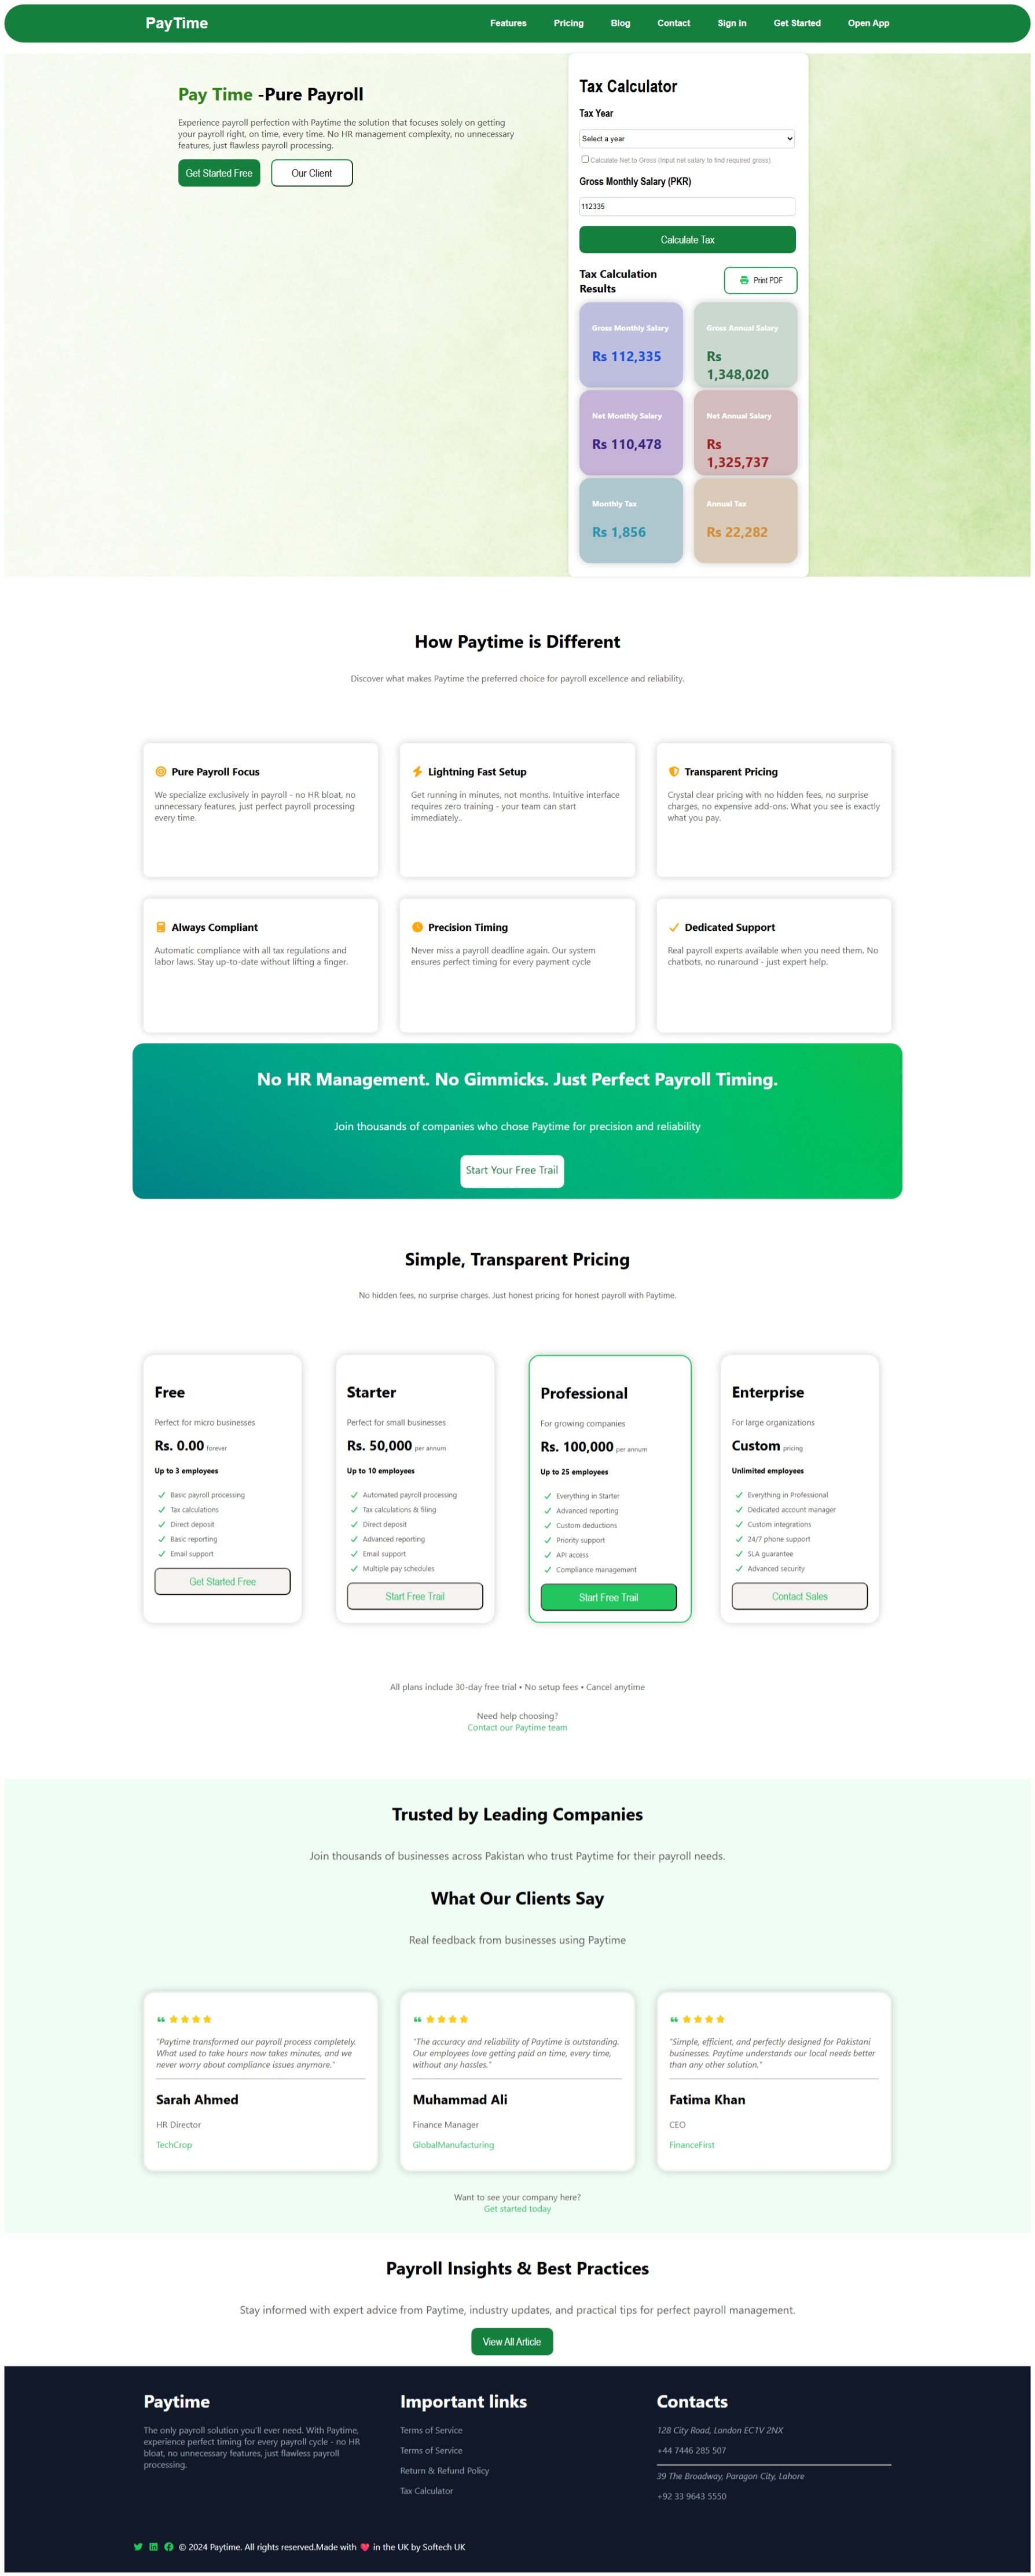 PayTime
Features Pricing Blog Contact Sign in Get Started Open App
Pay Time -Pure Payroll
Experience payroll perfection with Paytime the solution that focuses solely on getting
your payroll right, on time, every time. No HR management complexity, no unnecessary
features, just flawless payroll processing.
Get Started Free Our Client
Tax Calculator
Tax Year
Select a year
Calculate Net to Gross (Input net salary to find required gross)
Gross Monthly Salary (PKR)
112335
Calculate Tax
Tax Calculation
Results
Print PDF
Gross Monthly Salary
Rs 112,335
Gross Annual Salary
Rs
1,348,020
Net Monthly Salary
Rs 110,478
Net Annual Salary
Rs
1,325,737
Monthly Tax
Rs 1,856
Annual Tax
Rs 22,282
How Paytime is Different
Discover what makes Paytime the preferred choice for payroll excellence and reliability.
Pure Payroll Focus
We specialize exclusively in payroll - no HR bloat, no
unnecessary features, just perfect payroll processing
every time.
Lightning Fast Setup
Get running in minutes, not months. Intuitive interface
requires zero training - your team can start
immediately..
Transparent Pricing
Crystal clear pricing with no hidden fees, no surprise
charges, no expensive add-ons. What you see is exactly
what you pay.
Always Compliant
Automatic compliance with all tax regulations and
labor laws. Stay up-to-date without lifting a finger.
Precision Timing
Never miss a payroll deadline again. Our system
ensures perfect timing for every payment cycle
Dedicated Support
Real payroll experts available when you need them. No
chatbots, no runaround - just expert help.
No HR Management. No Gimmicks. Just Perfect Payroll Timing.
Join thousands of companies who chose Paytime for precision and reliability
Start Your Free Trail
Simple, Transparent Pricing
No hidden fees, no surprise charges. Just honest pricing for honest payroll with Paytime.
Free
Perfect for micro businesses
Rs. 0.00 forever
Up to 3 employees
Basic payroll processing
Tax calculations
Direct deposit
Basic reporting
Email support
Get Started Free
Starter
Perfect for small businesses
Rs. 50,000 per annum
Up to 10 employees
Automated payroll processing
Tax calculations & filing
Direct deposit
Advanced reporting
Email support
Multiple pay schedules
Start Free Trail
Professional
For growing companies
Rs. 100,000 per annum
Up to 25 employees
Everything in Starter
Advanced reporting
Custom deductions
Priority support
API access
Compliance management
Start Free Trail
Enterprise
For large organizations
Custom pricing
Unlimited employees
Everything in Professional
Dedicated account manager
Custom integrations
24/7 phone support
SLA guarantee
Advanced security
Contact Sales
All plans include 30-day free trial • No setup fees • Cancel anytime
Need help choosing?
Contact our Paytime team
Trusted by Leading Companies
Join thousands of businesses across Pakistan who trust Paytime for their payroll needs.
What Our Clients Say
Real feedback from businesses using Paytime
"Paytime transformed our payroll process completely.
What used to take hours now takes minutes, and we
never worry about compliance issues anymore."
Sarah Ahmed
HR Director
TechCrop
"The accuracy and reliability of Paytime is outstanding.
Our employees love getting paid on time, every time,
without any hassles."
Muhammad Ali
Finance Manager
GlobalManufacturing
"Simple, efficient, and perfectly designed for Pakistani
businesses. Paytime understands our local needs better
than any other solution."
Fatima Khan
CEO
FinanceFirst
Want to see your company here?
Get started today
Payroll Insights & Best Practices
Stay informed with expert advice from Paytime, industry updates, and practical tips for perfect payroll management.
View All Article
Paytime
The only payroll solution you'll ever need. With Paytime,
experience perfect timing for every payroll cycle - no HR
bloat, no unnecessary features, just flawless payroll
processing.
Important links
Terms of Service
Terms of Service
Return & Refund Policy
Tax Calculator
Contacts
128 City Road, London EC1V 2NX
+44 7446 285 507
39 The Broadway, Paragon City, Lahore
+92 33 9643 5550
© 2024 Paytime. All rights reserved.Made with ❤ in the UK by Softech UK